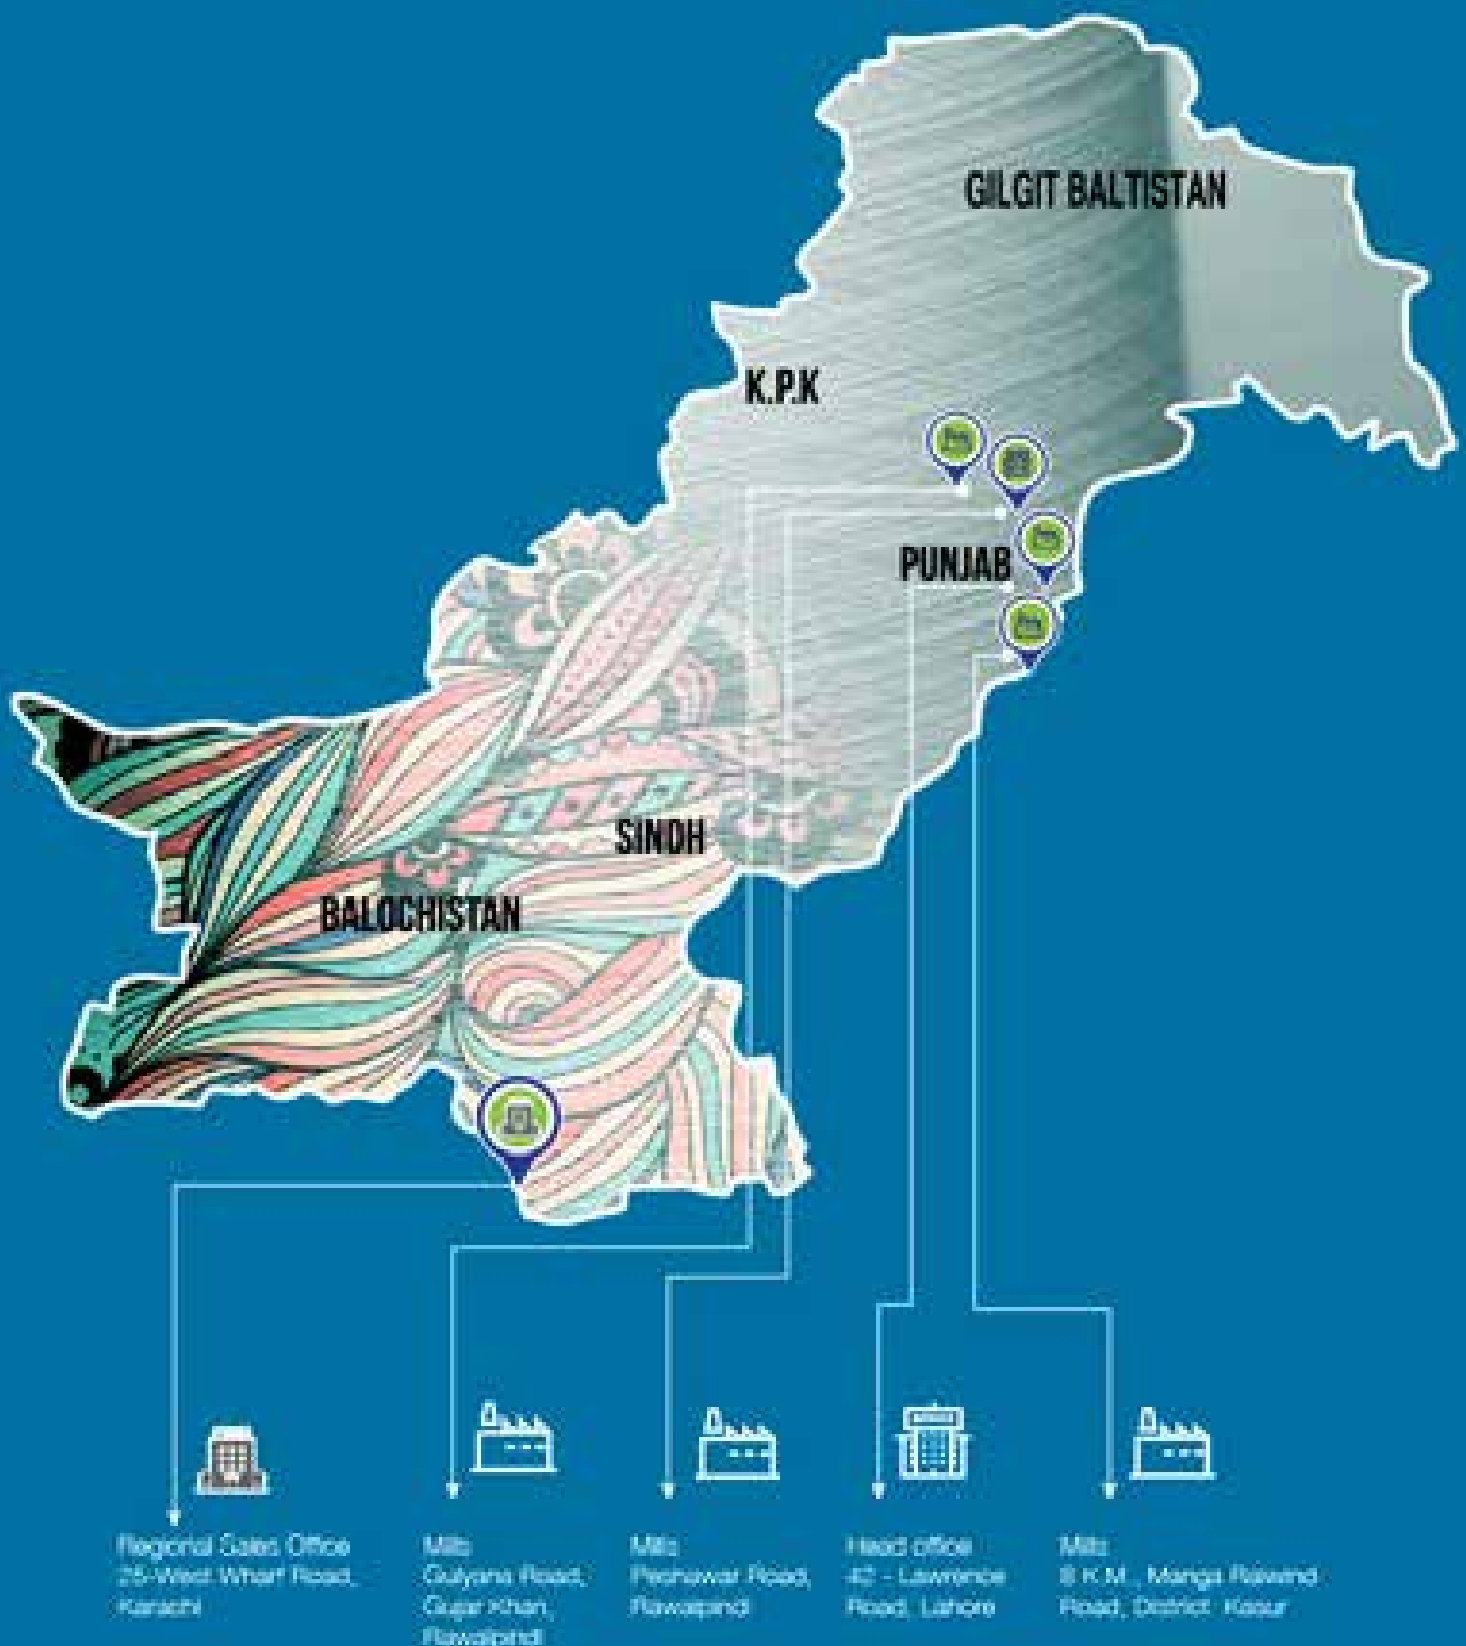 GILGIT BALTISTAN
K.P.K
PUNJAB
SINDH
BALOCHISTAN
Regional Sales Office
25-West Wharf Road,
Karachi
Mills
Gulyana Road,
Gujar Khan,
Rawalpindi
Mills
Peshawar Road,
Rawalpindi
Head office
42 - Lawrence
Road, Lahore
Mills
8 K.M., Manga Raiwind
Road, District Kasur